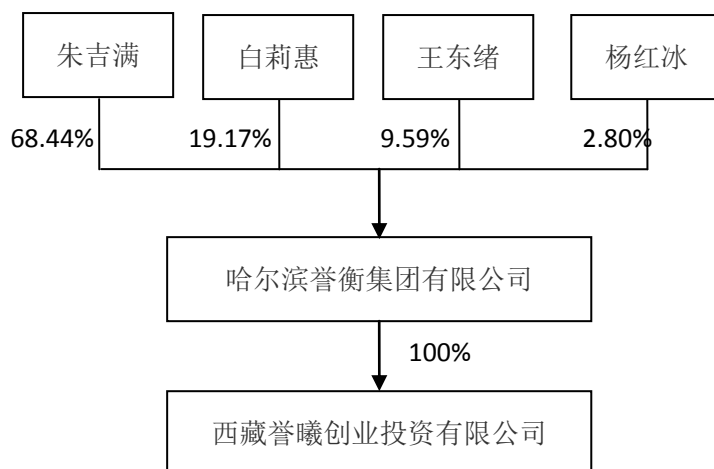 朱吉满
白莉惠
王东绪
杨红冰
68.44%
19.17%
9.59%
2.80%
哈尔滨誉衡集团有限公司
100%
西藏誉曦创业投资有限公司